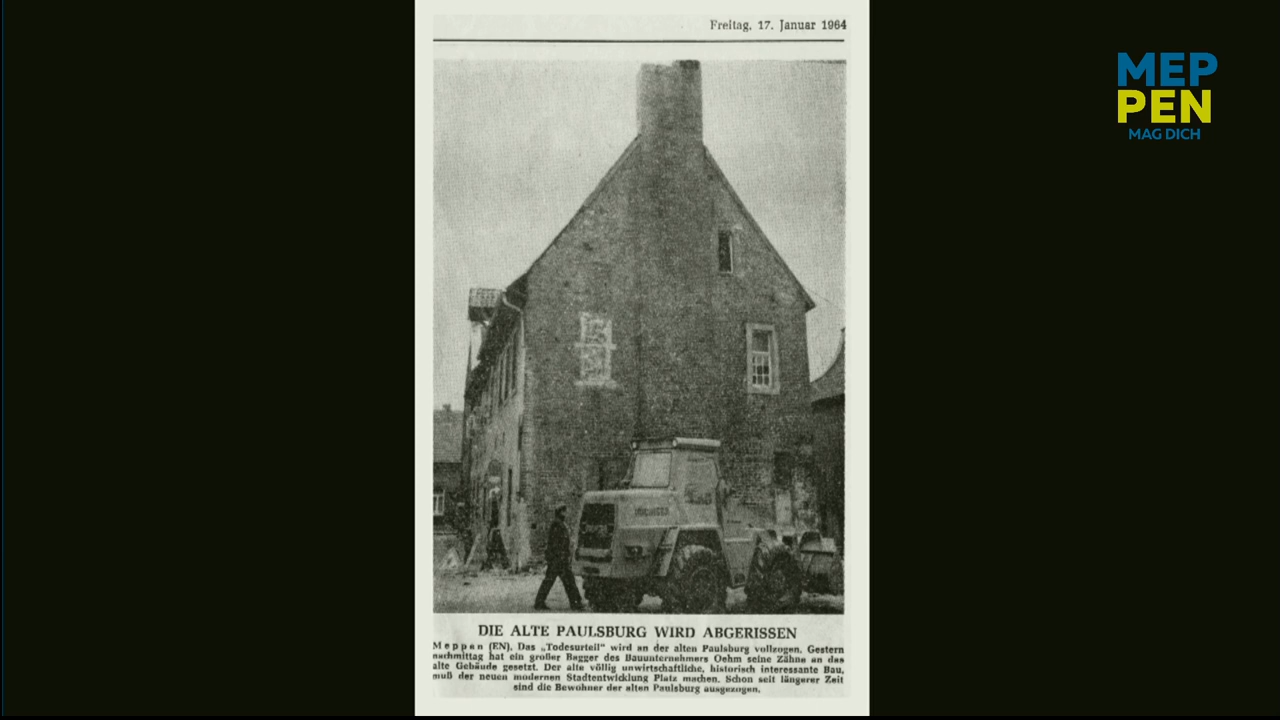 Freitag, 17. Januar 1964
MEP
PEN
MAG DICH
DIE ALTE PAULSBURG WIRD ABGERISSEN
Meppen (EN). Das „Todesurteil“ wird an der alten Paulsburg vollzogen. Gestern
nachmittag hat ein großer Bagger des Bauunternehmers Oehm seine Zähne an das
alte Gebäude gesetzt. Der alte völlig unwirtschaftliche, historisch interessante Bau,
muß der neuen modernen Stadtentwicklung Platz machen. Schon seit längerer Zeit
sind die Bewohner der alten Paulsburg ausgezogen.